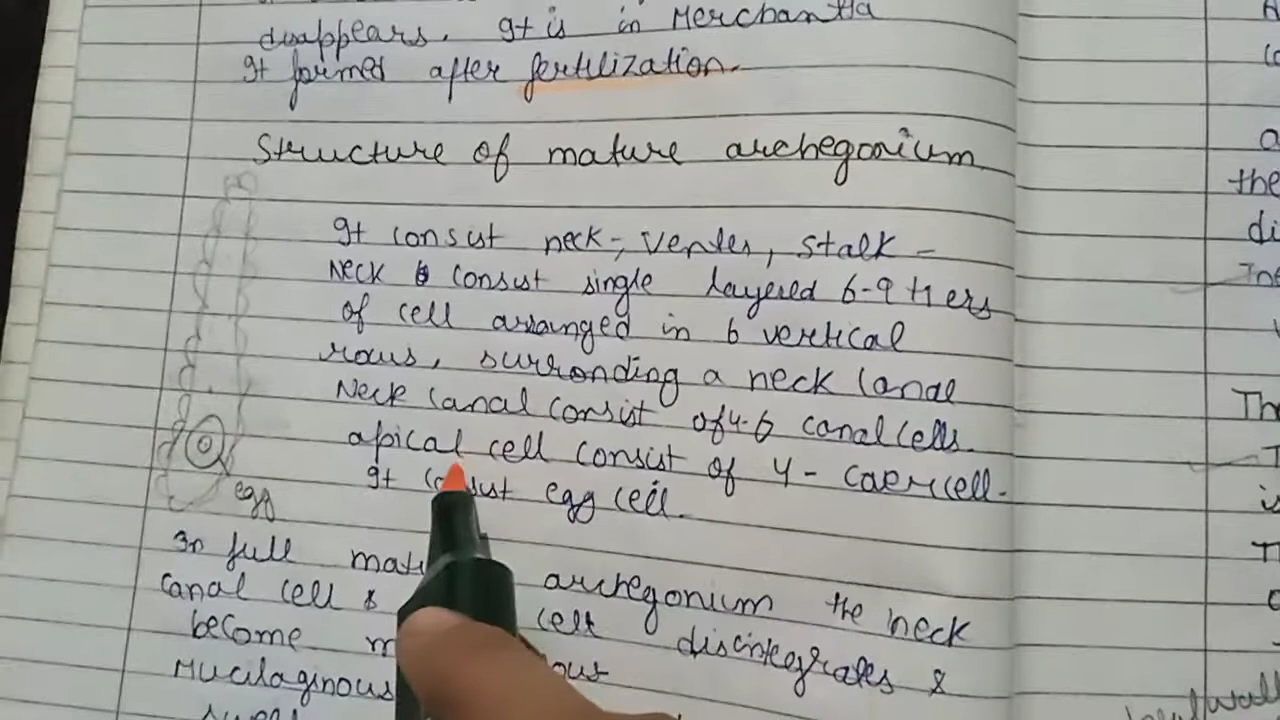 disappears. It is in Merchantia
It formed after fertilization.
Structure of mature archegonium
It consist neck-, Venter, stalk -
Neck consist single layered 6-9 tiers
of cell arranged in 6 vertical
rows, surronding a neck canal
Neck canal consist of 4-6 canal cells.
apical cell consist of 4-
It consist egg cell.
egg
In full archegonium the neck
canal cell & cell disintegrates &
become
Mucilaginous
the
di